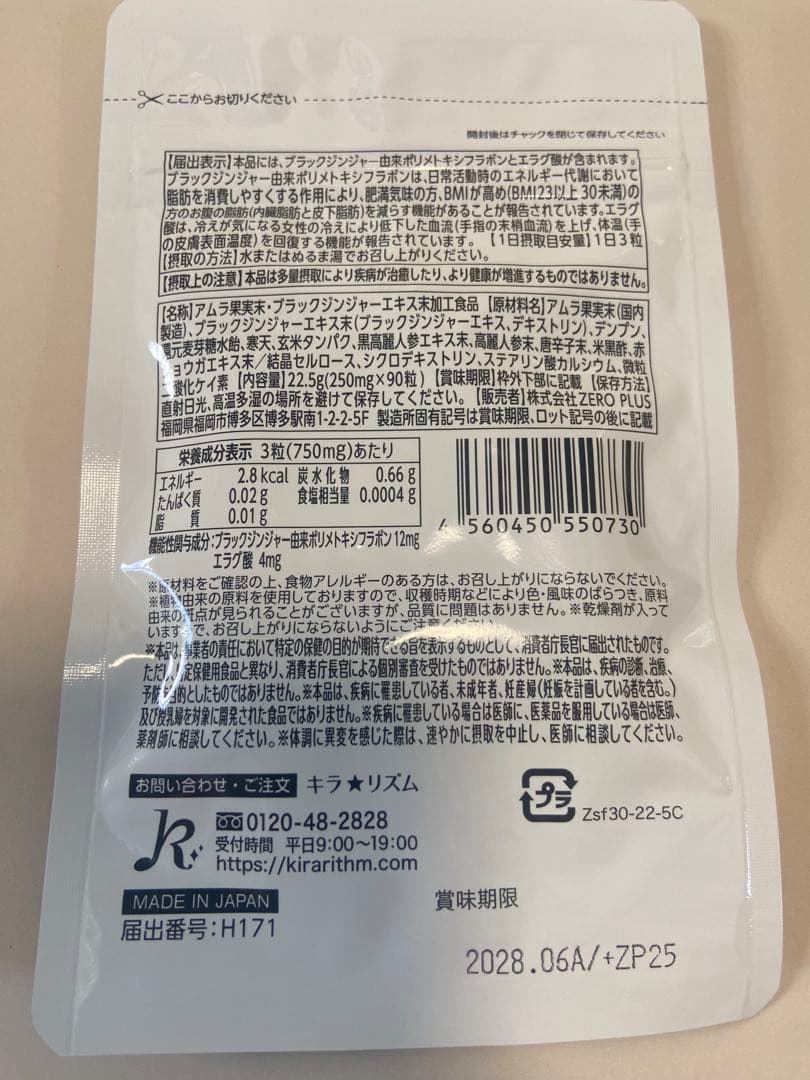 ここからお切りください
開封後はチャックを閉じて保存してください
【届出表示】本品には、ブラックジンジャー由来ポリメトキシフラボンとエラグ酸が含まれます。
ブラックジンジャー由来ポリメトキシフラボンは、日常活動時のエネルギー代謝において
脂肪を消費しやすくする作用により、肥満気味の方、BMIが高め(BMI23以上30未満)の
方のお腹の脂肪(内臓脂肪と皮下脂肪)を減らす機能があることが報告されています。エラグ
酸は、冷えが気になる女性の冷えにより低下した血流(手指の末梢血流)を上げ、体温(手
の皮膚表面温度)を回復する機能が報告されています。【1日摂取目安量】1日3粒
【摂取の方法】水またはぬるま湯でお召し上がりください。
【摂取上の注意】本品は多量摂取により疾病が治癒したり、より健康が増進するものではありません。
【名称】アムラ果実末・ブラックジンジャーエキス末加工食品【原材料名】アムラ果実末(国内
製造)、ブラックジンジャーエキス末(ブラックジンジャーエキス、デキストリン)、デンプン、
還元麦芽糖水飴、寒天、玄米タンパク、黒高麗人参エキス末、高麗人参末、唐辛子末、米黒酢、赤
ショウガエキス末/結晶セルロース、シクロデキストリン、ステアリン酸カルシウム、微粒
二酸化ケイ素【内容量】22.5g(250mg×90粒)【賞味期限】枠外下部に記載【保存方法】
直射日光、高温多湿の場所を避けて保存してください。【販売者】株式会社ZERO PLUS
福岡県福岡市博多区博多駅南1-2-2-5F 製造所固有記号は賞味期限、ロット記号の後に記載
栄養成分表示 3粒(750mg)あたり
エネルギー 2.8kcal 炭水化物 0.66g
たんぱく質 0.02g 食塩相当量 0.0004g
脂質 0.01g
4 560450 550730
機能性関与成分:ブラックジンジャー由来ポリメトキシフラボン 12mg
エラグ酸 4mg
※原材料をご確認の上、食物アレルギーのある方は、お召し上がりにならないでください。
※植物由来の原料を使用しておりますので、収穫時期などにより色・風味のばらつき、原料
由来の斑点が見られることがございますが、品質に問題はありません。※乾燥剤が入って
いますので、お召し上がりにならないようにご注意ください。
※本品は、事業者の責任において特定の保健の目的が期待できる旨を表示するものとして、消費者庁長官に届出されたものです。
ただし、特定保健用食品と異なり、消費者庁長官による個別審査を受けたものではありません。※本品は、疾病の診断、治療、
予防を目的としたものではありません。※本品は、疾病に罹患している者、未成年者、妊産婦(妊娠を計画している者を含む。)
及び授乳婦を対象に開発された食品ではありません。※疾病に罹患している場合は医師に、医薬品を服用している場合は医師、
薬剤師に相談してください。※体調に異変を感じた際は、速やかに摂取を中止し、医師に相談してください。
お問い合わせ・ご注文 キラ★リズム
0120-48-2828
受付時間 平日9:00〜19:00
https://kirarithm.com
プラ
Zsf30-22-5C
MADE IN JAPAN
届出番号:H171
賞味期限
2028.06A/+ZP25